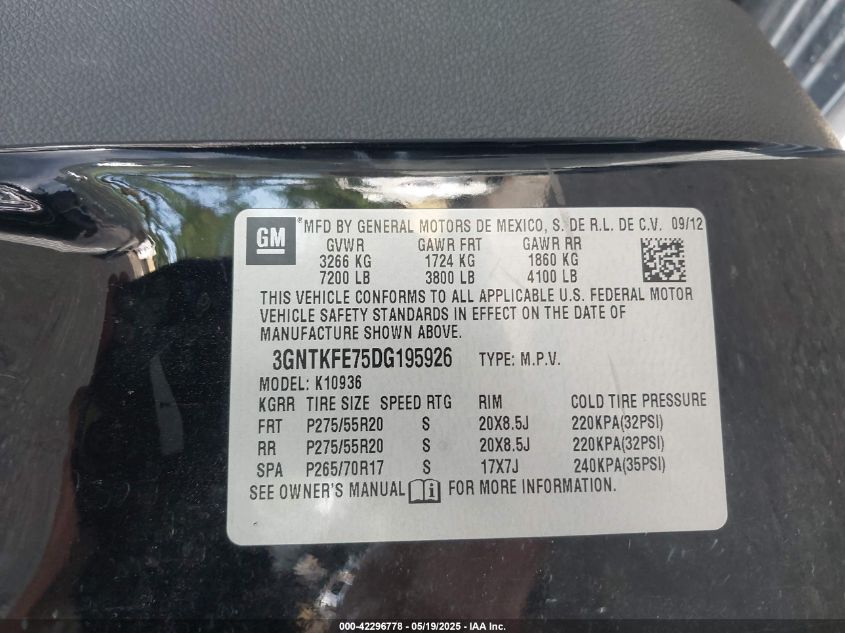 GM ® MFD BY GENERAL MOTORS DE MEXICO, S. DE R.L. DE C.V. 09/12
GVWR GAWR FRT GAWR RR
3266 KG 1724 KG 1860 KG
7200 LB 3800 LB 4100 LB
THIS VEHICLE CONFORMS TO ALL APPLICABLE U.S. FEDERAL MOTOR
VEHICLE SAFETY STANDARDS IN EFFECT ON THE DATE OF
MANUFACTURE SHOWN ABOVE.
3GNTKFE75DG195926 TYPE: M.P.V.
MODEL: K10936
KGRR TIRE SIZE SPEED RTG RIM COLD TIRE PRESSURE
FRT P275/55R20 S 20X8.5J 220KPA(32PSI)
RR P275/55R20 S 20X8.5J 220KPA(32PSI)
SPA P265/70R17 S 17X7J 240KPA(35PSI)
SEE OWNER'S MANUAL i FOR MORE INFORMATION.
000-42296778 - 05/19/2025 - IAA Inc.